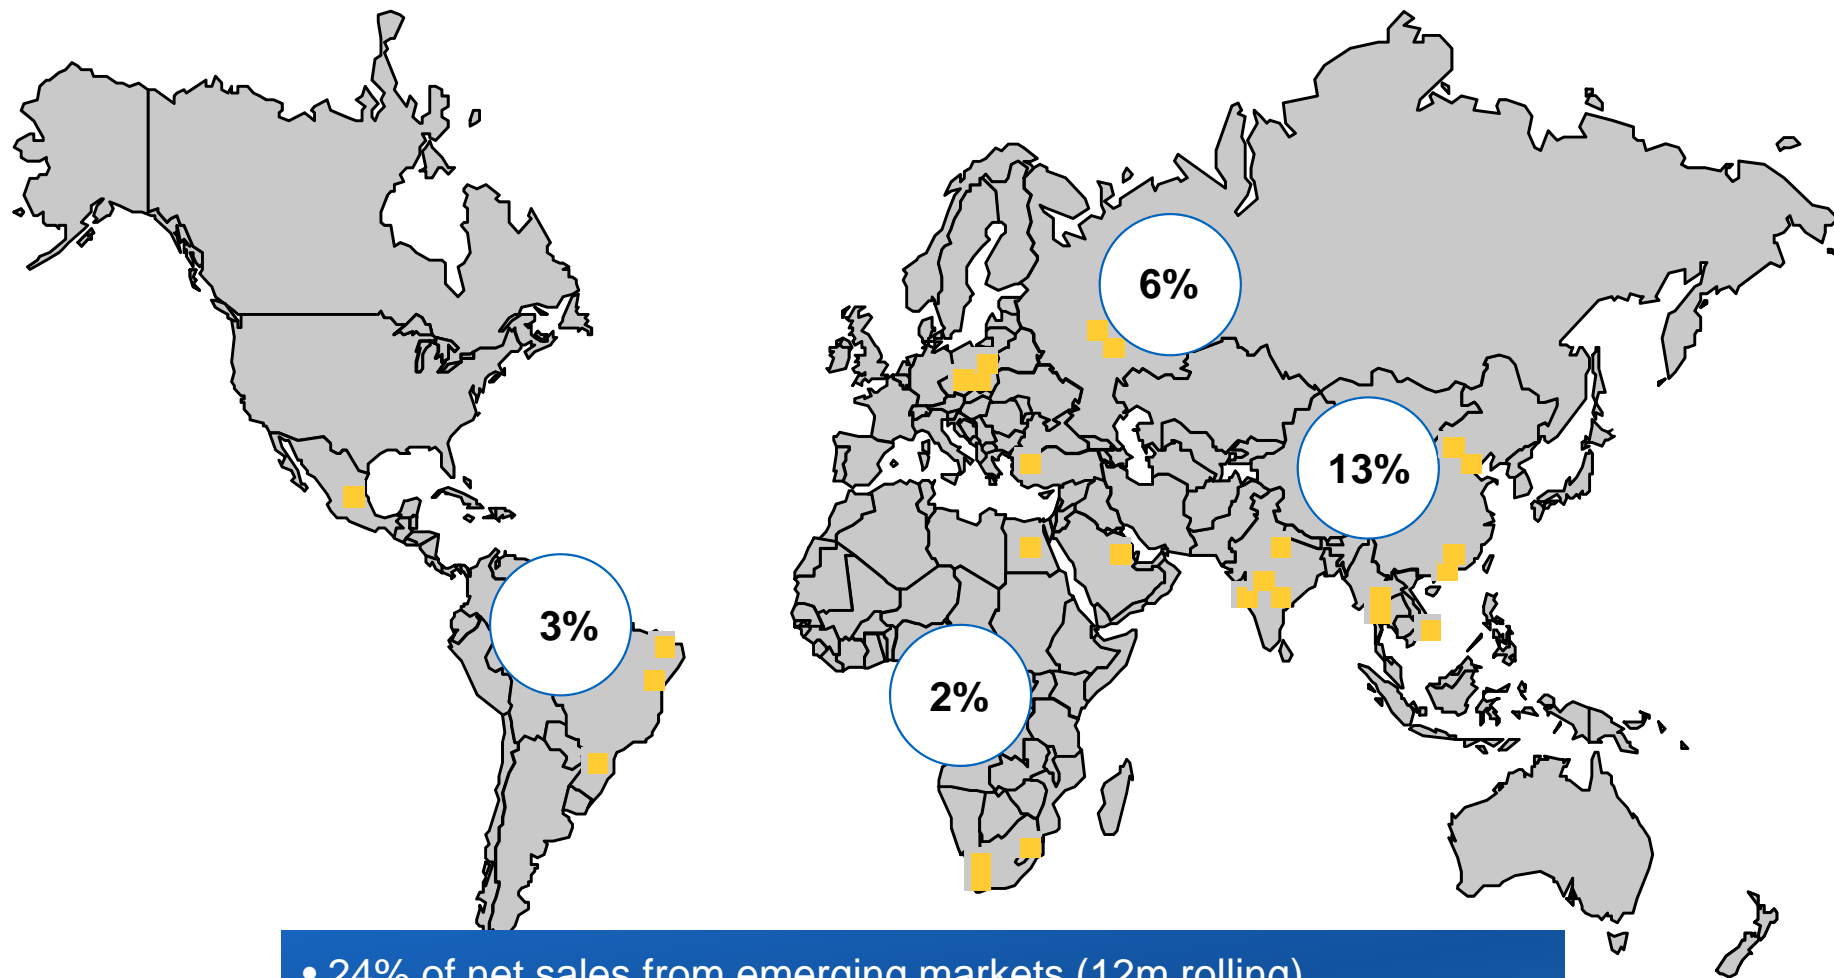 6%
13%
3%
2%
• 24% of net sales from emerging markets (12m rolling)